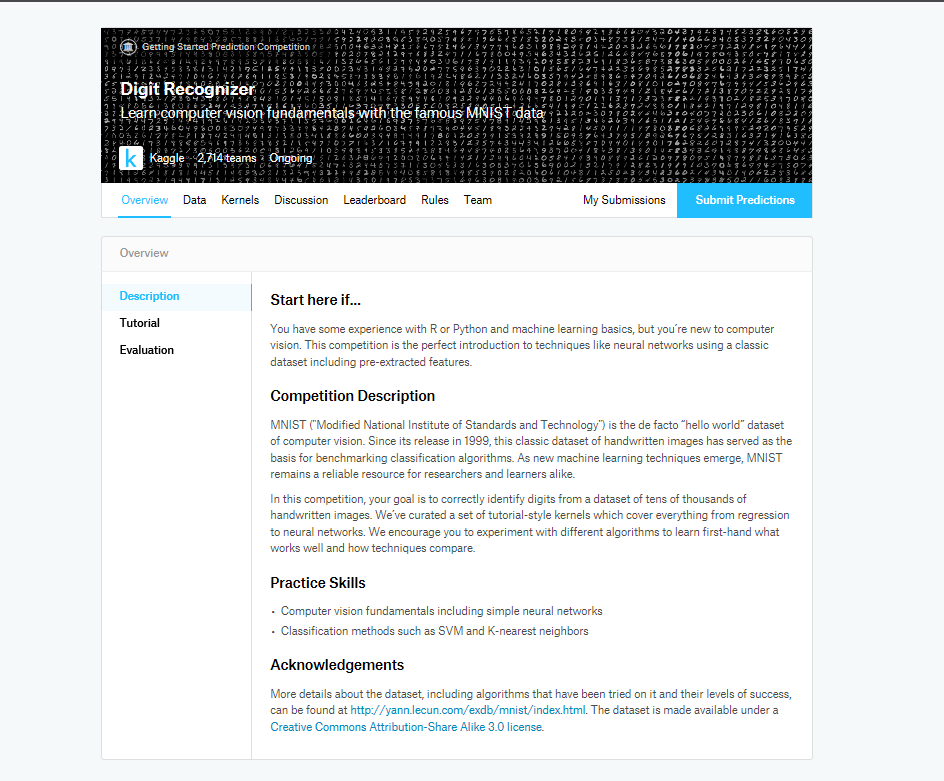 Getting Started Prediction Competition
Digit Recognizer
Learn computer vision fundamentals with the famous MNIST data
k Kaggle · 2,714 teams · Ongoing
Overview Data Kernels Discussion Leaderboard Rules Team My Submissions Submit Predictions
Overview
Description
Tutorial
Evaluation
Start here if...
You have some experience with R or Python and machine learning basics, but you're new to computer
vision. This competition is the perfect introduction to techniques like neural networks using a classic
dataset including pre-extracted features.
Competition Description
MNIST ("Modified National Institute of Standards and Technology") is the de facto “hello world” dataset
of computer vision. Since its release in 1999, this classic dataset of handwritten images has served as the
basis for benchmarking classification algorithms. As new machine learning techniques emerge, MNIST
remains a reliable resource for researchers and learners alike.
In this competition, your goal is to correctly identify digits from a dataset of tens of thousands of
handwritten images. We’ve curated a set of tutorial-style kernels which cover everything from regression
to neural networks. We encourage you to experiment with different algorithms to learn first-hand what
works well and how techniques compare.
Practice Skills
• Computer vision fundamentals including simple neural networks
• Classification methods such as SVM and K-nearest neighbors
Acknowledgements
More details about the dataset, including algorithms that have been tried on it and their levels of success,
can be found at http://yann.lecun.com/exdb/mnist/index.html. The dataset is made available under a
Creative Commons Attribution-Share Alike 3.0 license.